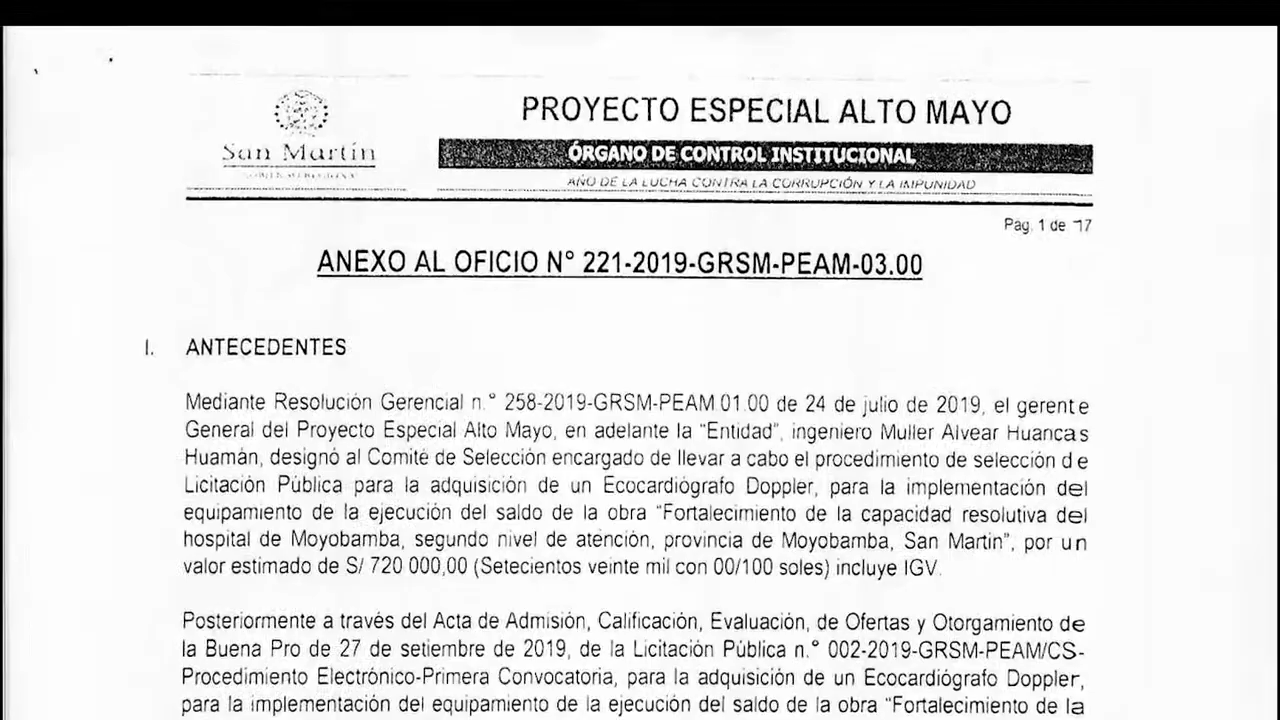 San Martín
PROYECTO ESPECIAL ALTO MAYO
ÓRGANO DE CONTROL INSTITUCIONAL
AÑO DE LA LUCHA CONTRA LA CORRUPCIÓN Y LA IMPUNIDAD
Pag. 1 de 17
ANEXO AL OFICIO N° 221-2019-GRSM-PEAM-03.00
I. ANTECEDENTES
Mediante Resolución Gerencial n.° 258-2019-GRSM-PEAM.01.00 de 24 de julio de 2019, el gerente
General del Proyecto Especial Alto Mayo, en adelante la "Entidad", ingeniero Muller Alvear Huancas
Huamán, designó al Comité de Selección encargado de llevar a cabo el procedimiento de selección de
Licitación Pública para la adquisición de un Ecocardiógrafo Doppler, para la implementación del
equipamiento de la ejecución del saldo de la obra "Fortalecimiento de la capacidad resolutiva del
hospital de Moyobamba, segundo nivel de atención, provincia de Moyobamba, San Martin", por un
valor estimado de S/ 720 000,00 (Setecientos veinte mil con 00/100 soles) incluye IGV.
Posteriormente a través del Acta de Admisión, Calificación, Evaluación, de Ofertas y Otorgamiento de
la Buena Pro de 27 de setiembre de 2019, de la Licitación Pública n.° 002-2019-GRSM-PEAM/CS-
Procedimiento Electrónico-Primera Convocatoria, para la adquisición de un Ecocardiógrafo Doppler,
para la implementación del equipamiento de la ejecución del saldo de la obra "Fortalecimiento de la